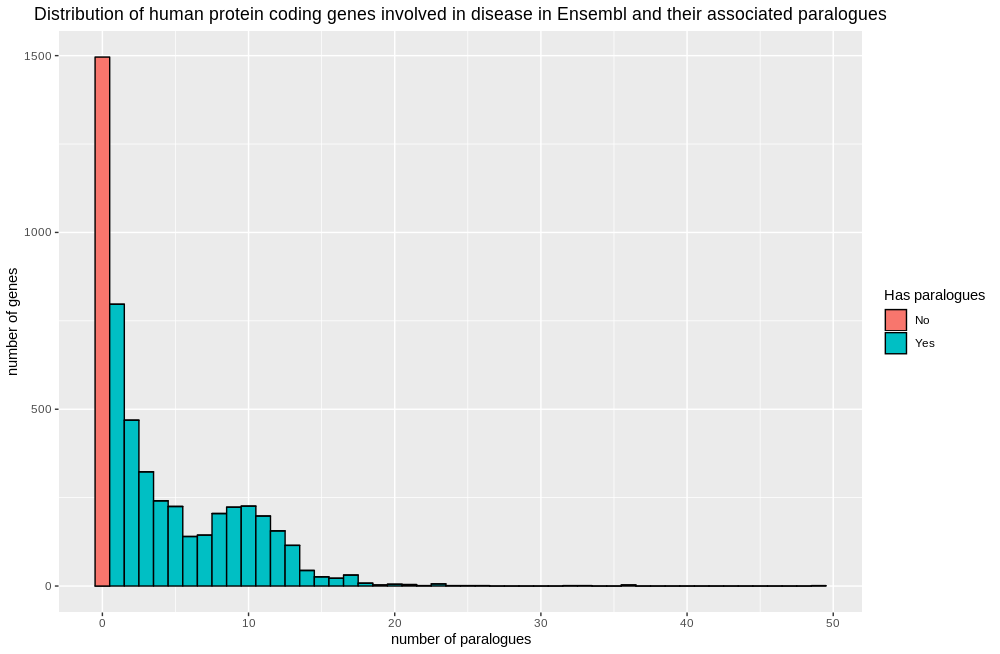 Distribution of human protein coding genes involved in disease in Ensembl and their associated paralogues
number of genes
1500
1000
500
0
0 10 20 30 40 50
number of paralogues
Has paralogues
No
Yes